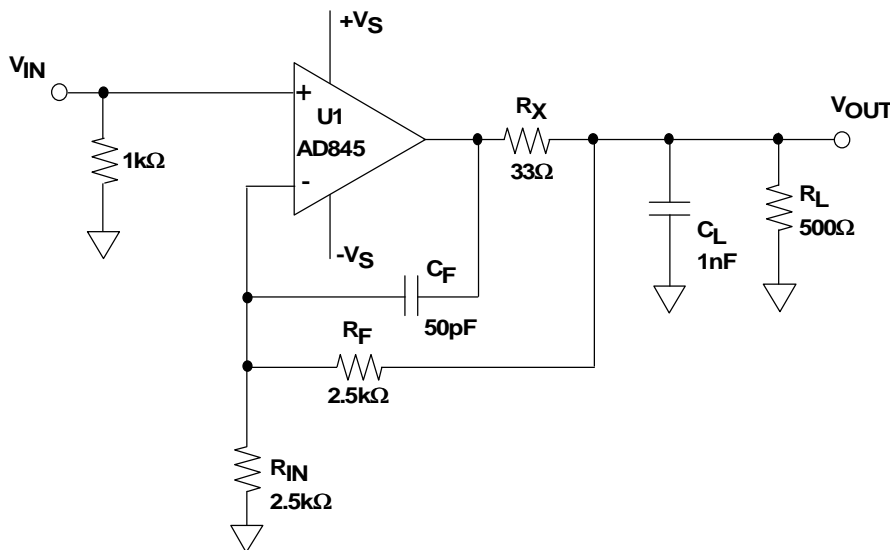 +VS
VIN
+
U1
AD845
-
-VS
1kΩ
RX
33Ω
VOUT
CL
1nF
RL
500Ω
CF
50pF
RF
2.5kΩ
RIN
2.5kΩ